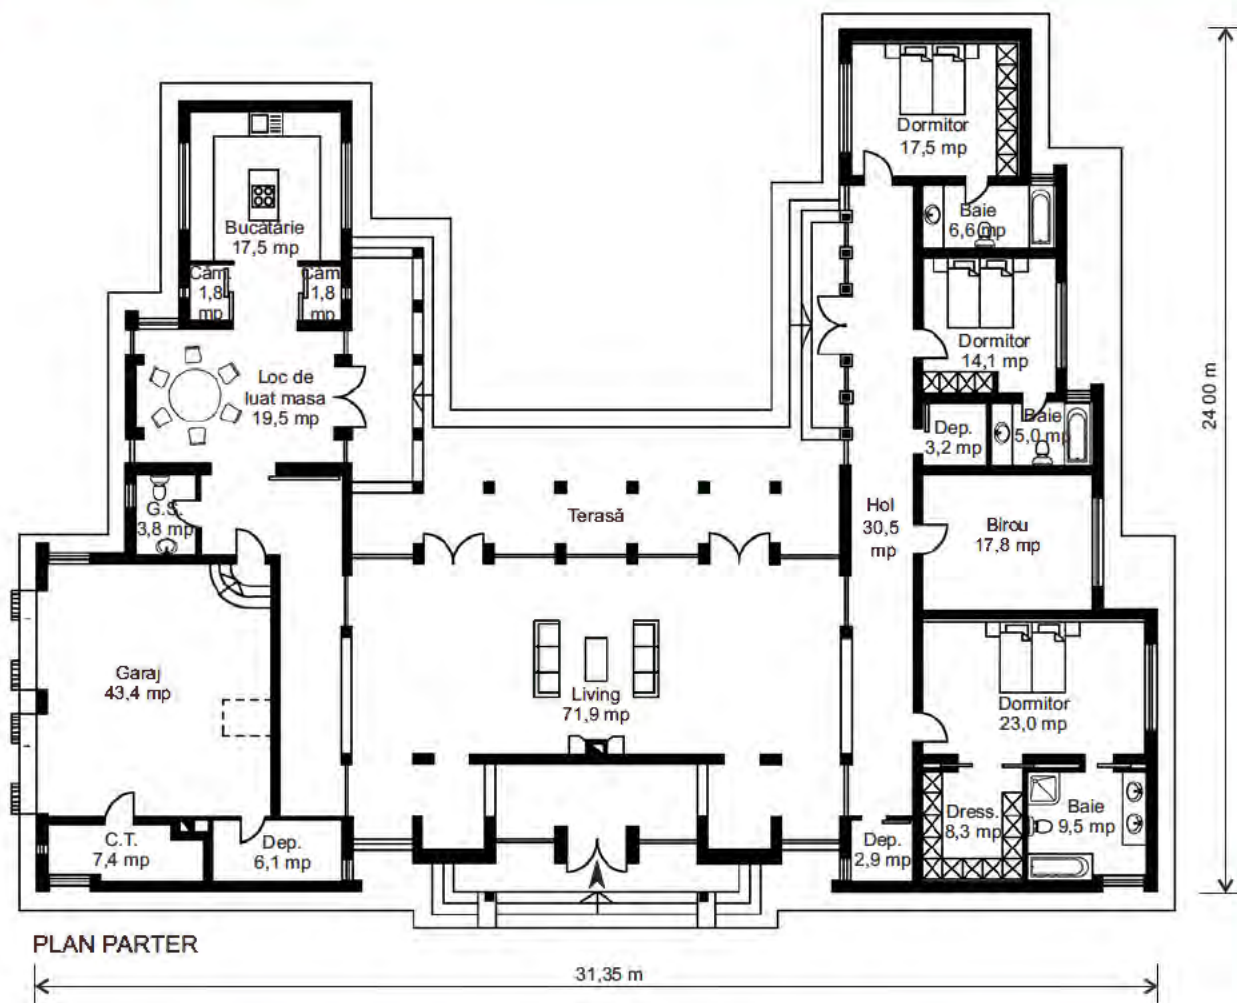 Dormitor
17,5 mp
Baie
6,6 mp
Bucătărie
17,5 mp
Căm.
1,8
mp
Căm.
1,8
mp
Dormitor
14,1 mp
Loc de
luat masa
19,5 mp
Dep.
3,2 mp
Baie
5,0 mp
24 00 m
G.S.
3,8 mp
Terasă
Hol
30,5
mp
Birou
17,8 mp
Garaj
43,4 mp
Living
71,9 mp
Dormitor
23,0 mp
C.T.
7,4 mp
Dep.
6,1 mp
Dep.
2,9 mp
Dress.
8,3 mp
Baie
9,5 mp
PLAN PARTER
31,35 m